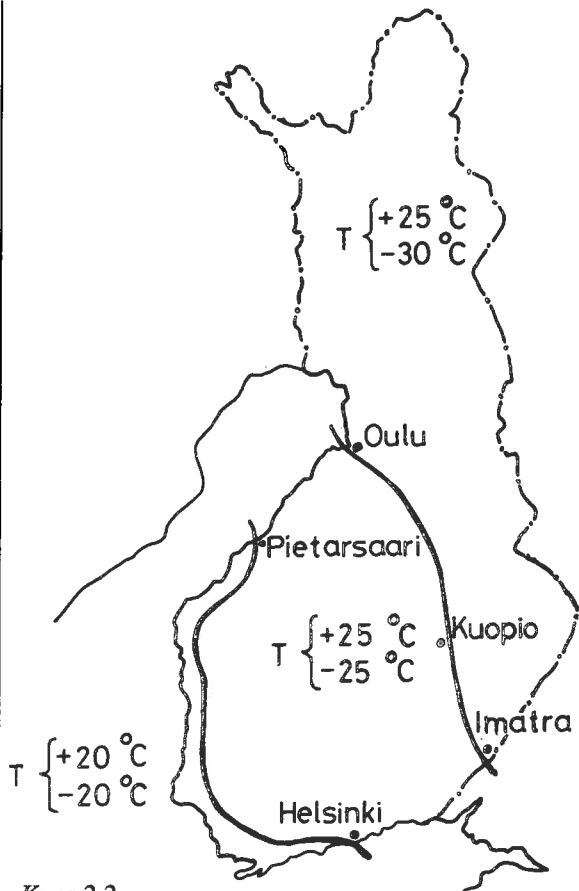 T { +25 °C
-30 °C
Oulu
Pietarsaari
Kuopio
T { +25 °C
-25 °C
Imatra
T { +20 °C
-20 °C
Helsinki